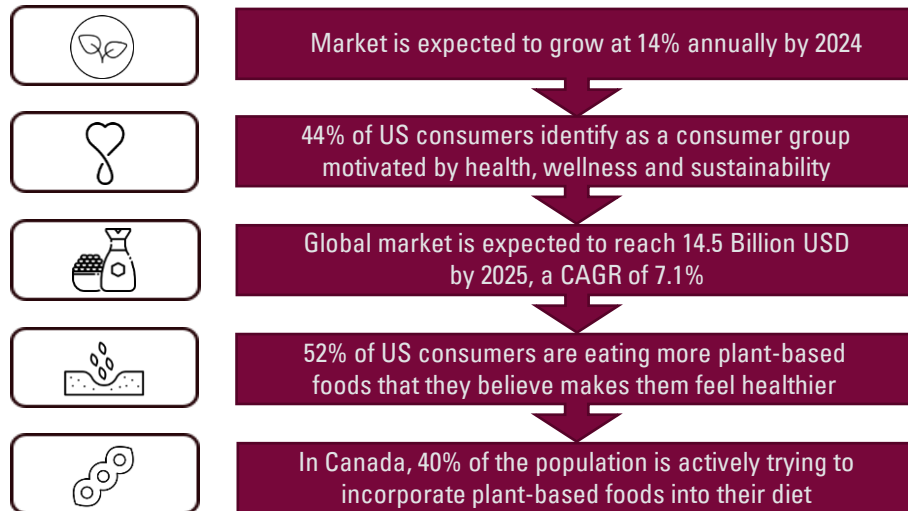 Market is expected to grow at 14% annually by 2024
44% of US consumers identify as a consumer group
motivated by health, wellness and sustainability
Global market is expected to reach 14.5 Billion USD
by 2025, a CAGR of 7.1%
52% of US consumers are eating more plant-based
foods that they believe makes them feel healthier
In Canada, 40% of the population is actively trying to
incorporate plant-based foods into their diet